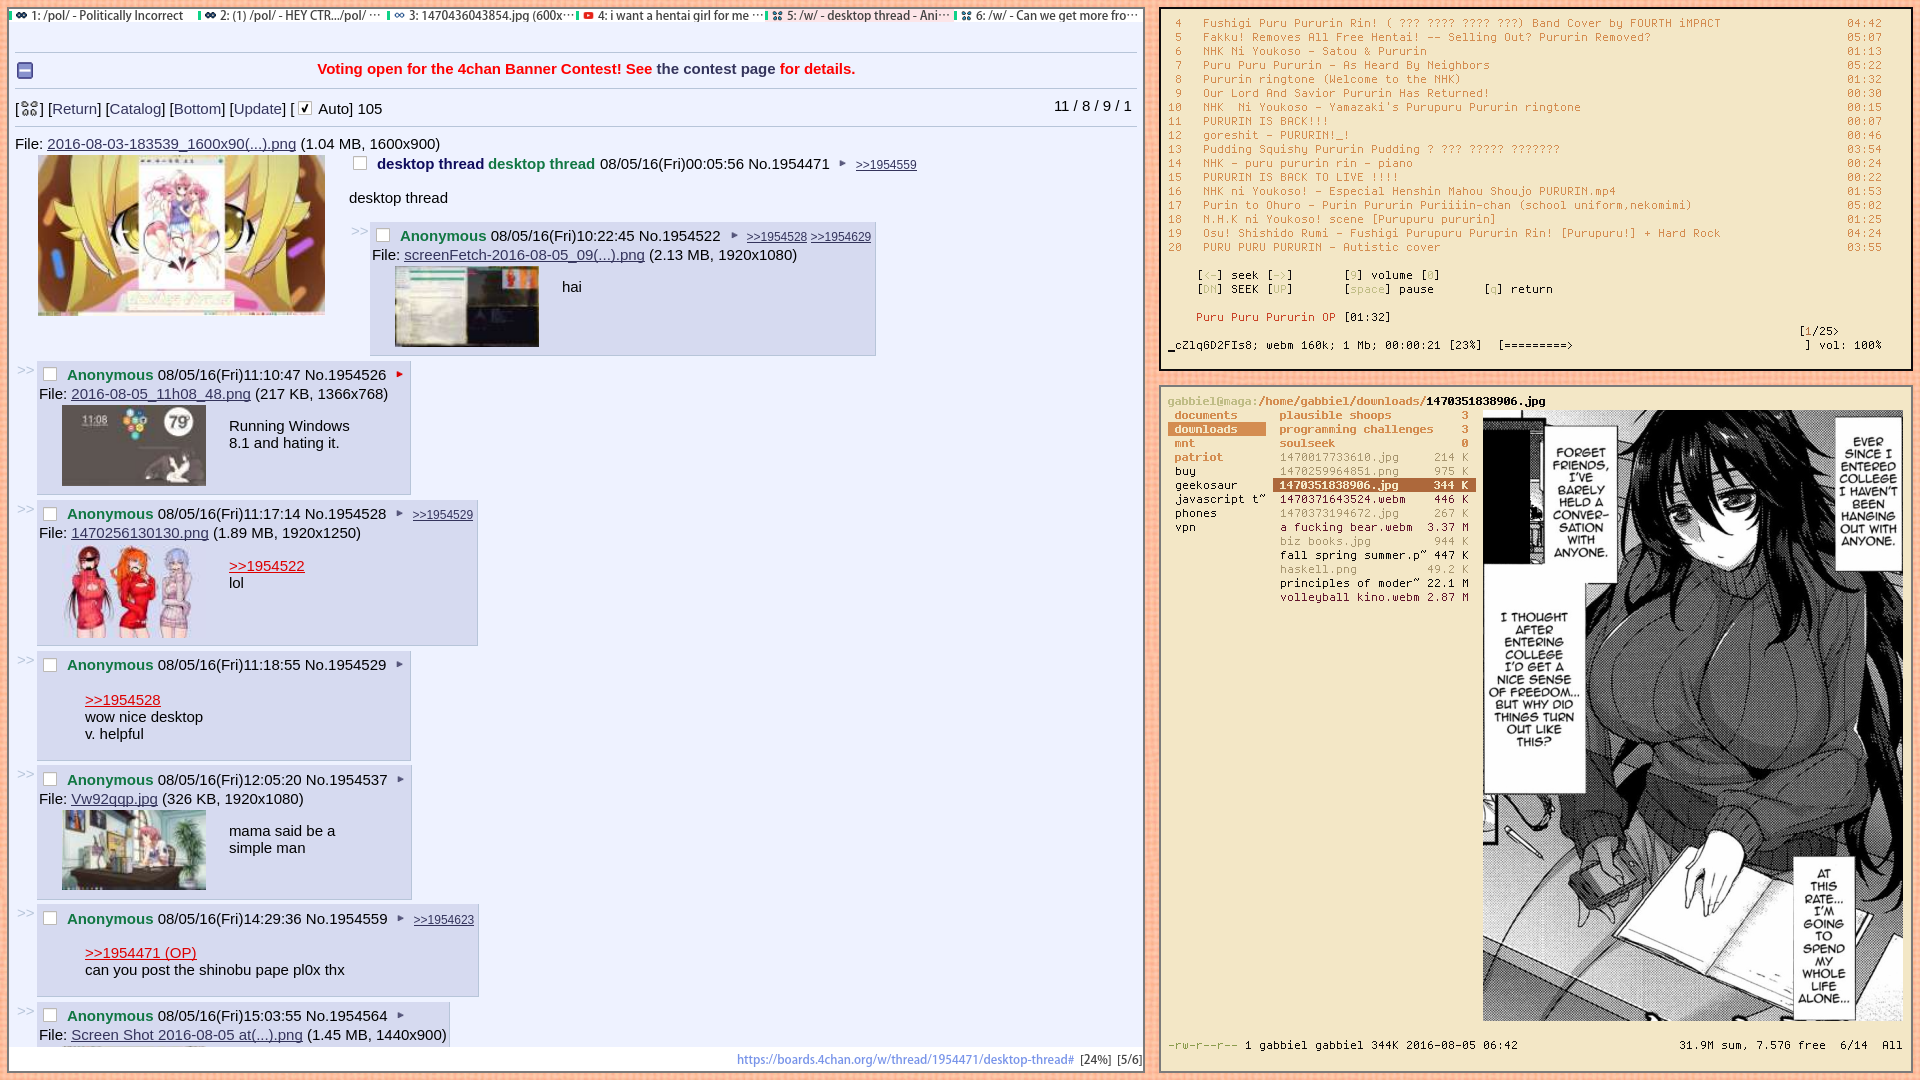 1: /pol/ - Politically Incorrect
2: (1) /pol/ - HEY CTR.../pol/ ···
3: 1470436043854.jpg (600x···
4: i want a hentai girl for me ···
5: /w/ - desktop thread - Ani···
6: /w/ - Can we get more fro···
Voting open for the 4chan Banner Contest! See the contest page for details.
[ ] [Return] [Catalog] [Bottom] [Update] [ Auto] 105
11 / 8 / 9 / 1
File: 2016-08-03-183539_1600x90(...).png (1.04 MB, 1600x900)
desktop thread desktop thread 08/05/16(Fri)00:05:56 No.1954471 ► >>1954559
desktop thread
>> Anonymous 08/05/16(Fri)10:22:45 No.1954522 ► >>1954528 >>1954629
File: screenFetch-2016-08-05_09(...).png (2.13 MB, 1920x1080)
hai
>> Anonymous 08/05/16(Fri)11:10:47 No.1954526 ►
File: 2016-08-05_11h08_48.png (217 KB, 1366x768)
11:08
79°
Running Windows
8.1 and hating it.
>> Anonymous 08/05/16(Fri)11:17:14 No.1954528 ► >>1954529
File: 1470256130130.png (1.89 MB, 1920x1250)
>>1954522
lol
>> Anonymous 08/05/16(Fri)11:18:55 No.1954529 ►
>>1954528
wow nice desktop
v. helpful
>> Anonymous 08/05/16(Fri)12:05:20 No.1954537 ►
File: Vw92qqp.jpg (326 KB, 1920x1080)
mama said be a
simple man
>> Anonymous 08/05/16(Fri)14:29:36 No.1954559 ► >>1954623
>>1954471 (OP)
can you post the shinobu pape pl0x thx
>> Anonymous 08/05/16(Fri)15:03:55 No.1954564 ►
File: Screen Shot 2016-08-05 at(...).png (1.45 MB, 1440x900)
https://boards.4chan.org/w/thread/1954471/desktop-thread# [24%] [5/6]
4 Fushigi Puru Pururin Rin! ( ??? ???? ???? ???) Band Cover by FOURTH iMPACT 04:42
5 Fakku! Removes All Free Hentai! -- Selling Out? Pururin Removed? 05:07
6 NHK Ni Youkoso - Satou & Pururin 01:13
7 Puru Puru Pururin - As Heard By Neighbors 05:22
8 Pururin ringtone (Welcome to the NHK) 01:32
9 Our Lord And Savior Pururin Has Returned! 00:30
10 NHK Ni Youkoso - Yamazaki's Purupuru Pururin ringtone 00:15
11 PURURIN IS BACK!!! 00:07
12 goreshit - PURURIN!_! 00:46
13 Pudding Squishy Pururin Pudding ? ??? ????? ??????? 03:54
14 NHK - puru pururin rin - piano 00:24
15 PURURIN IS BACK TO LIVE !!!! 00:22
16 NHK ni Youkoso! - Especial Henshin Mahou Shoujo PURURIN.mp4 01:53
17 Purin to Ohuro - Purin Pururin Puriiiin-chan (school uniform,nekomimi) 05:02
18 N.H.K ni Youkoso! scene [Purupuru pururin] 01:25
19 Osu! Shishido Rumi - Fushigi Purupuru Pururin Rin! [Purupuru!] + Hard Rock 04:24
20 PURU PURU PURURIN - Autistic cover 03:55
[<-] seek [->] [9] volume [0]
[DN] SEEK [UP] [space] pause [q] return
Puru Puru Pururin OP [01:32]
[1/25>
_cZlqGD2FIs8; webm 160k; 1 Mb; 00:00:21 [23%] [=========> ] vol: 100%
gabbiel@maga:/home/gabbiel/downloads/1470351838906.jpg
documents
downloads
mnt
patriot
buy
geekosaur
javascript t~
phones
vpn
plausible shoops 3
programming challenges 3
soulseek 0
1470017733610.jpg 214 K
1470259964851.png 975 K
1470351838906.jpg 344 K
1470371643524.webm 446 K
1470373194672.jpg 267 K
a fucking bear.webm 3.37 M
biz books.jpg 944 K
fall spring summer.p~ 447 K
haskell.png 49.2 K
principles of moder~ 22.1 M
volleyball kino.webm 2.87 M
EVER
SINCE I
ENTERED
COLLEGE
I HAVEN'T
BEEN
HANGING
OUT WITH
ANYONE.
FORGET
FRIENDS,
I'VE
BARELY
HELD A
CONVER-
SATION
WITH
ANYONE.
I THOUGHT
AFTER
ENTERING
COLLEGE
I'D GET A
NICE SENSE
OF FREEDOM...
BUT WHY DID
THINGS TURN
OUT LIKE
THIS?
AT
THIS
RATE...
I'M
GOING
TO
SPEND
MY
WHOLE
LIFE
ALONE...
-rw-r--r-- 1 gabbiel gabbiel 344K 2016-08-05 06:42
31.9M sum, 7.57G free 6/14 All